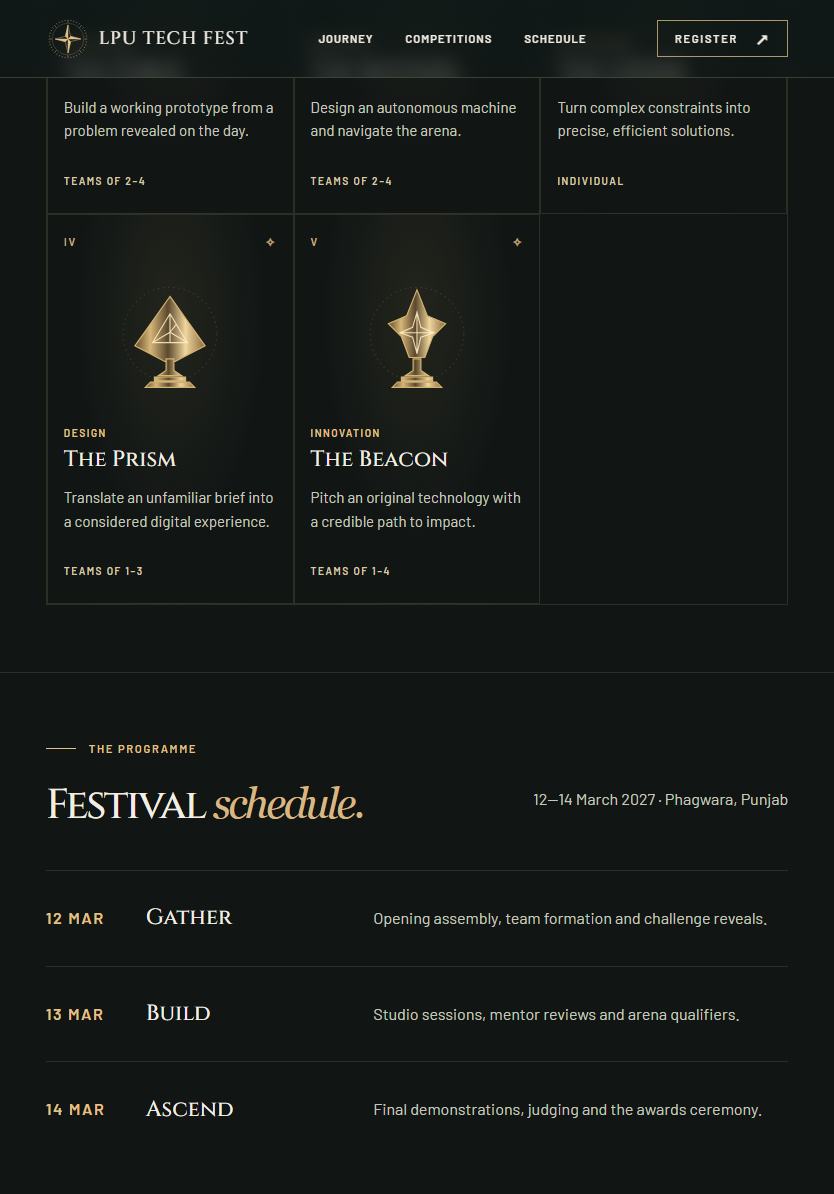 LPU TECH FEST
JOURNEY
COMPETITIONS
SCHEDULE
REGISTER ↗
Build a working prototype from a
problem revealed on the day.
TEAMS OF 2–4
Design an autonomous machine
and navigate the arena.
TEAMS OF 2–4
Turn complex constraints into
precise, efficient solutions.
INDIVIDUAL
IV
DESIGN
The Prism
Translate an unfamiliar brief into
a considered digital experience.
TEAMS OF 1–3
V
INNOVATION
The Beacon
Pitch an original technology with
a credible path to impact.
TEAMS OF 1–4
THE PROGRAMME
Festival schedule.
12—14 March 2027 · Phagwara, Punjab
12 MAR
Gather
Opening assembly, team formation and challenge reveals.
13 MAR
Build
Studio sessions, mentor reviews and arena qualifiers.
14 MAR
Ascend
Final demonstrations, judging and the awards ceremony.